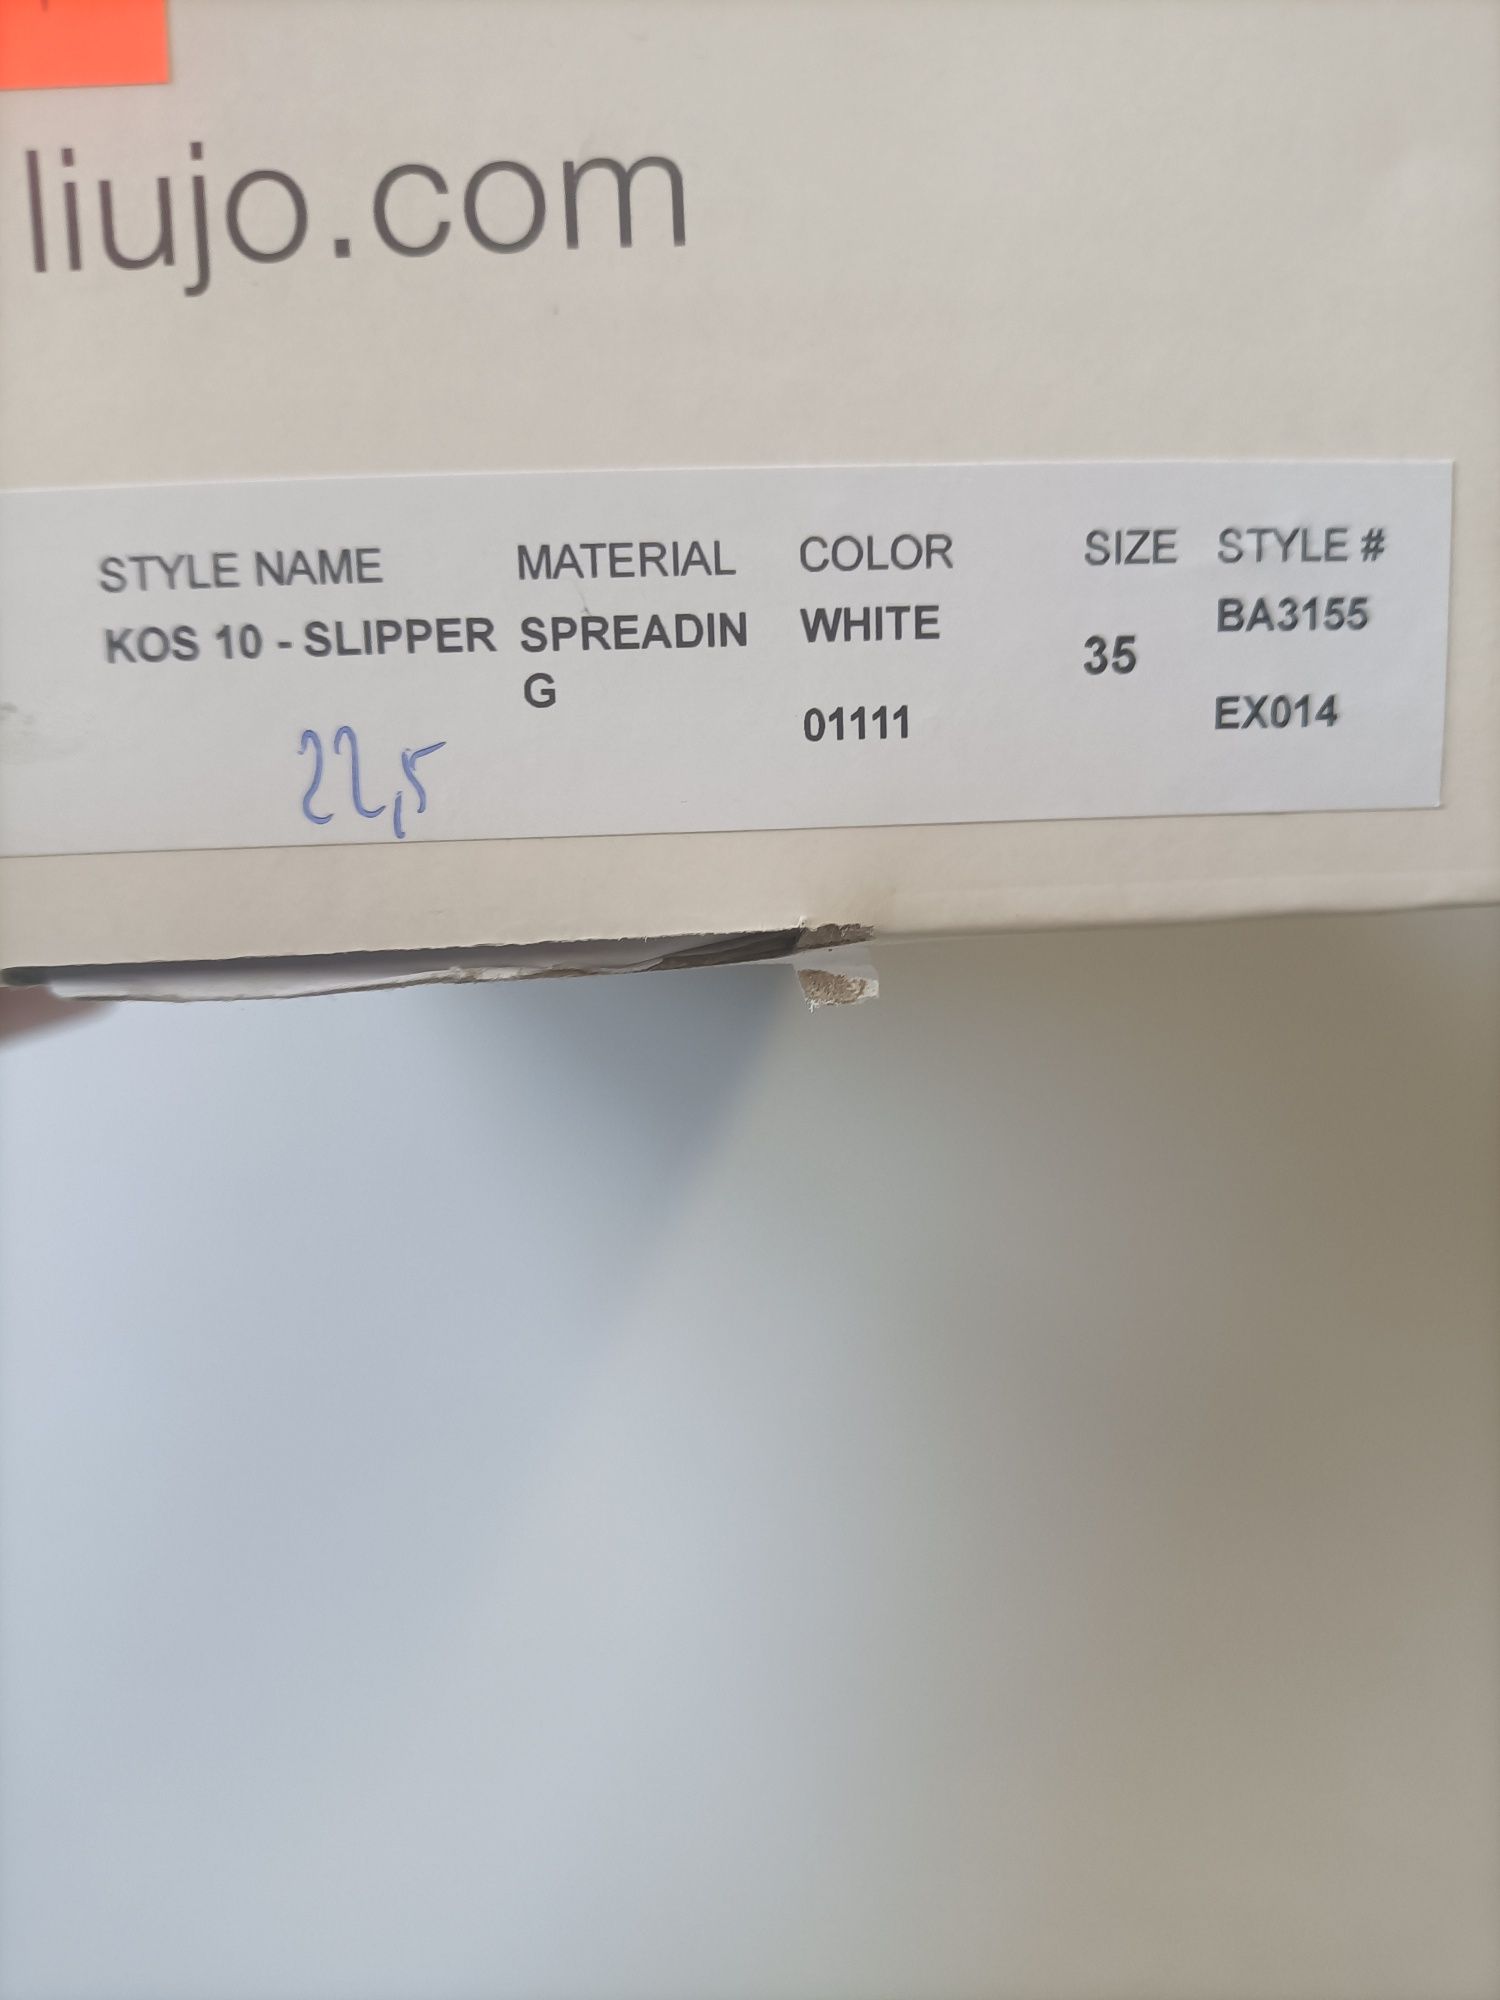 liujo.com
STYLE NAME MATERIAL COLOR SIZE STYLE #
KOS 10 - SLIPPER SPREADIN WHITE 35 BA3155
G
01111 EX014
22,5